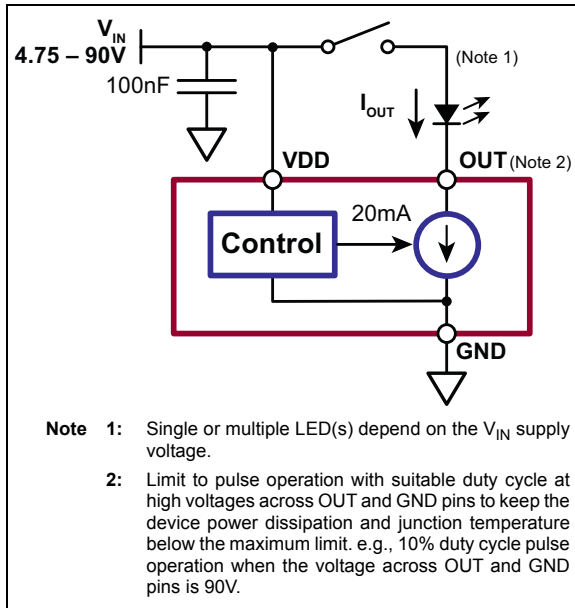 V_IN
4.75 – 90V
100nF
(Note 1)
I_OUT
VDD
OUT (Note 2)
20mA
Control
GND
Note 1: Single or multiple LED(s) depend on the V_IN supply
voltage.
2: Limit to pulse operation with suitable duty cycle at
high voltages across OUT and GND pins to keep the
device power dissipation and junction temperature
below the maximum limit. e.g., 10% duty cycle pulse
operation when the voltage across OUT and GND
pins is 90V.